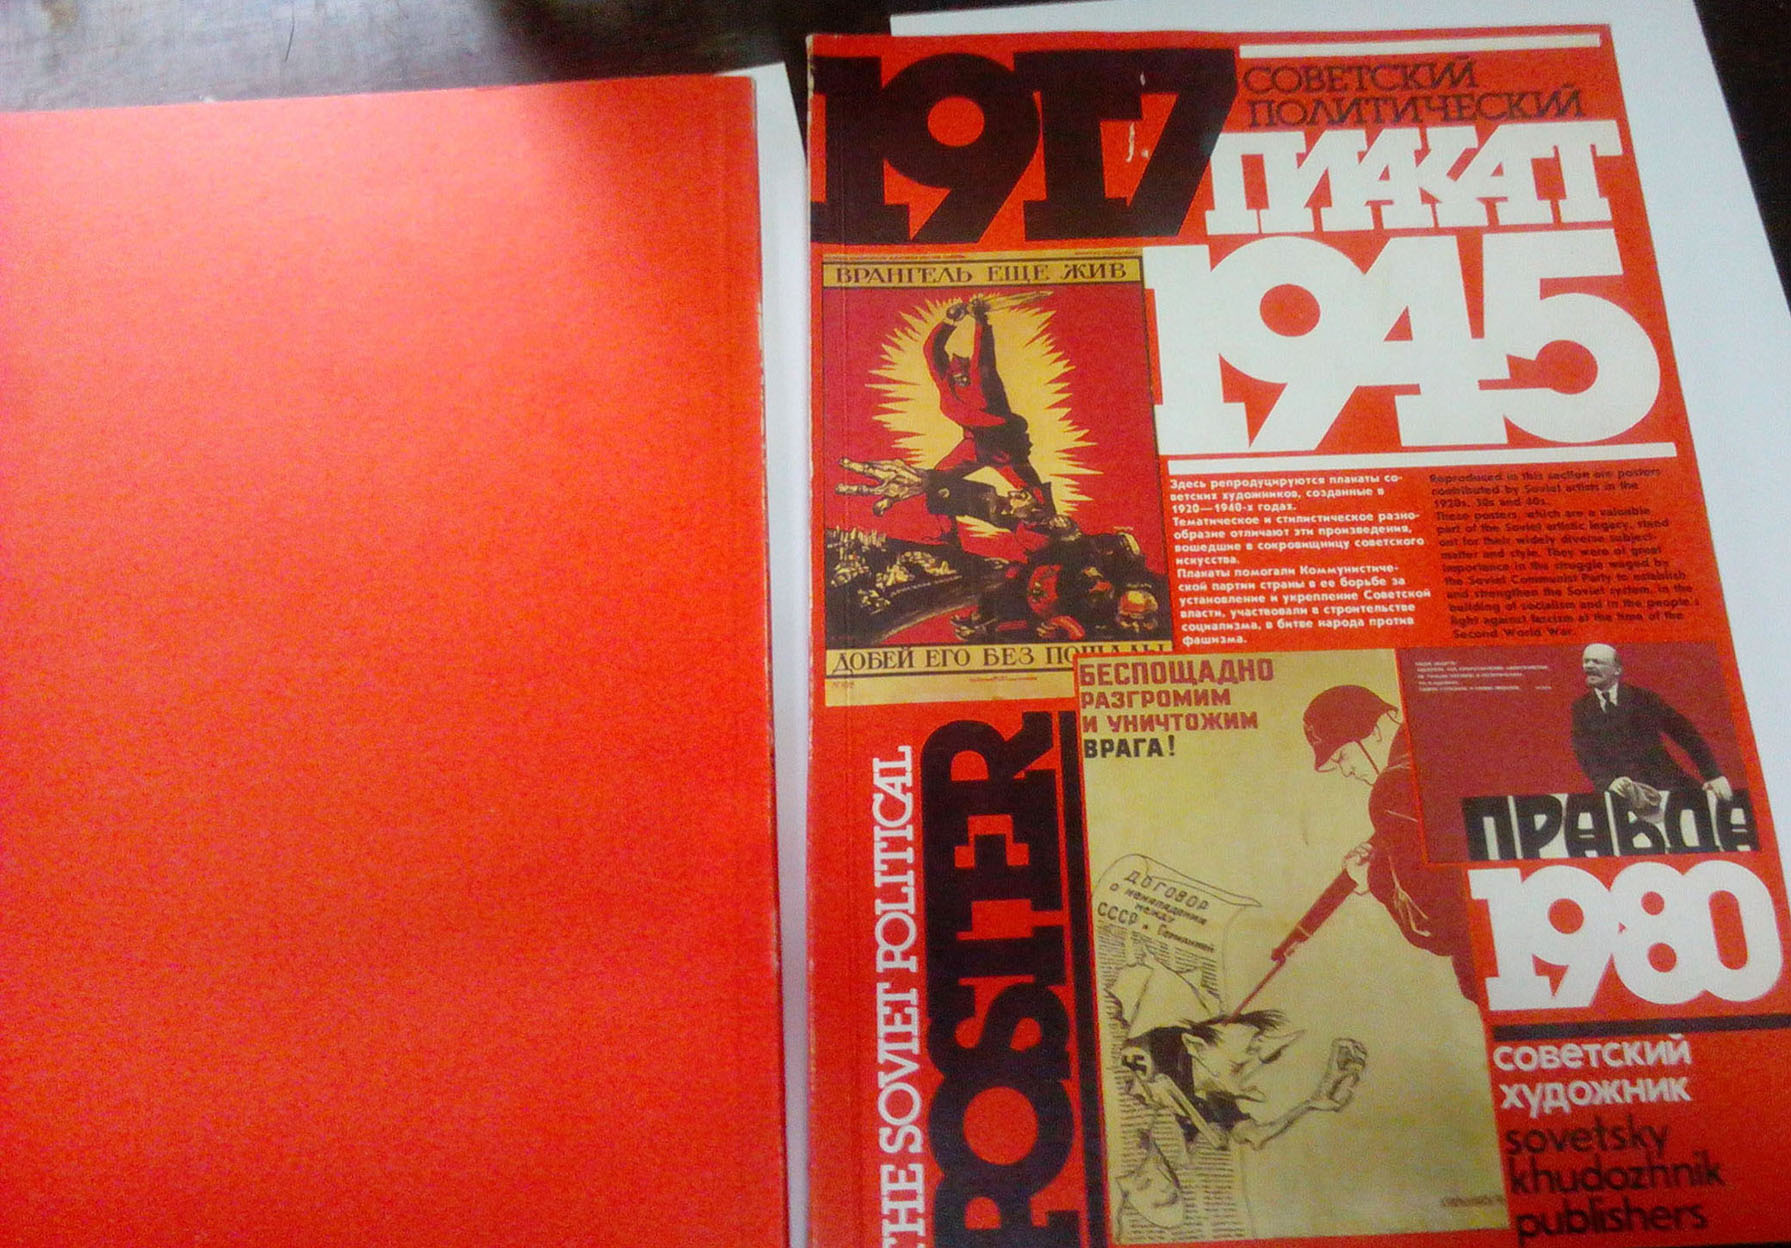 1917
СОВЕТСКИЙ
ПОЛИТИЧЕСКИЙ
ПЛАКАТ
1945
ВРАНГЕЛЬ ЕЩЕ ЖИВ
ДОБЕЙ ЕГО БЕЗ ПОЩАДЫ
Здесь репродуцируются плакаты со-
ветских художников, созданные в
1920—1940-х годах.
Тематическое и стилистическое разно-
образие отличают эти произведения,
вошедшие в сокровищницу советского
искусства.
Плакаты помогали Коммунистиче-
ской партии страны в ее борьбе за
установление и укрепление Советской
власти, участвовали в строительстве
социализма, в битве народа против
фашизма.
Reproduced in this section are posters
contributed by Soviet artists in the
1920s, 30s and 40s.
These posters, which are a valuable
part of the Soviet artistic legacy, stand
out for their widely diverse subject-
matter and style. They were of great
importance in the struggle waged by
the Soviet Communist Party to establish
and strengthen the Soviet system, in the
building of socialism and in the people's
fight against fascism at the time of the
Second World War.
THE SOVIET POLITICAL
POSTER
БЕСПОЩАДНО
РАЗГРОМИМ
И УНИЧТОЖИМ
ВРАГА!
ДОГОВОР
о ненападении
между
СССР и Германией
ПРАВДА
1980
советский
художник
sovetsky
khudozhnik
publishers